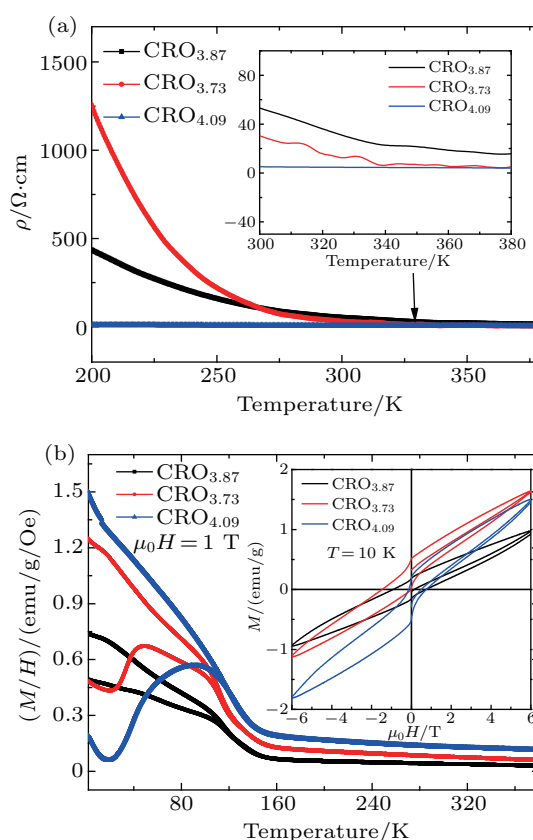 (a)
CRO3.87
CRO3.73
CRO4.09
1500
1000
500
0
ρ/Ω·cm
200
250
300
350
Temperature/K
CRO3.87
CRO3.73
CRO4.09
80
40
0
-40
300
320
340
360
380
Temperature/K
(b)
CRO3.87
CRO3.73
CRO4.09
μ0H=1 T
1.5
1.2
0.9
0.6
0.3
0
(M/H)/(emu/g/Oe)
80
160
240
320
Temperature/K
CRO3.87
CRO3.73
CRO4.09
T=10 K
2
1
0
-1
-2
M/(emu/g)
-6
-4
-2
0
2
4
6
μ0H/T